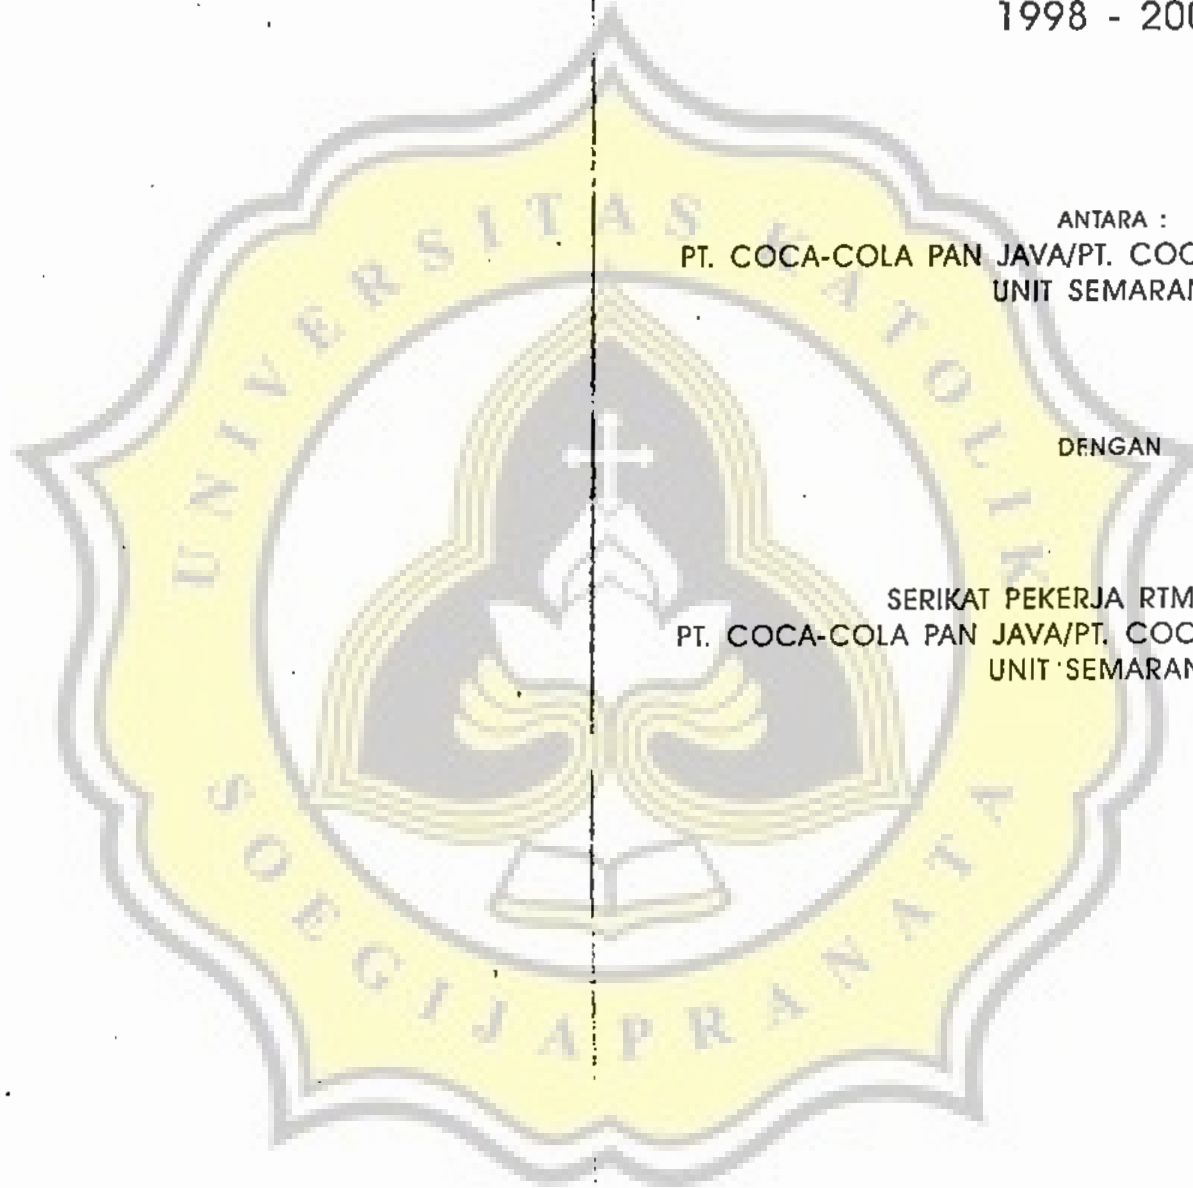 1998 - 200
ANTARA :
PT. COCA-COLA PAN JAVA/PT. COC
UNIT SEMARAN
DENGAN
SERIKAT PEKERJA RTM
PT. COCA-COLA PAN JAVA/PT. COC
UNIT SEMARAN
UNIVERSITAS KATOLIK
SOEGIJAPRANATA